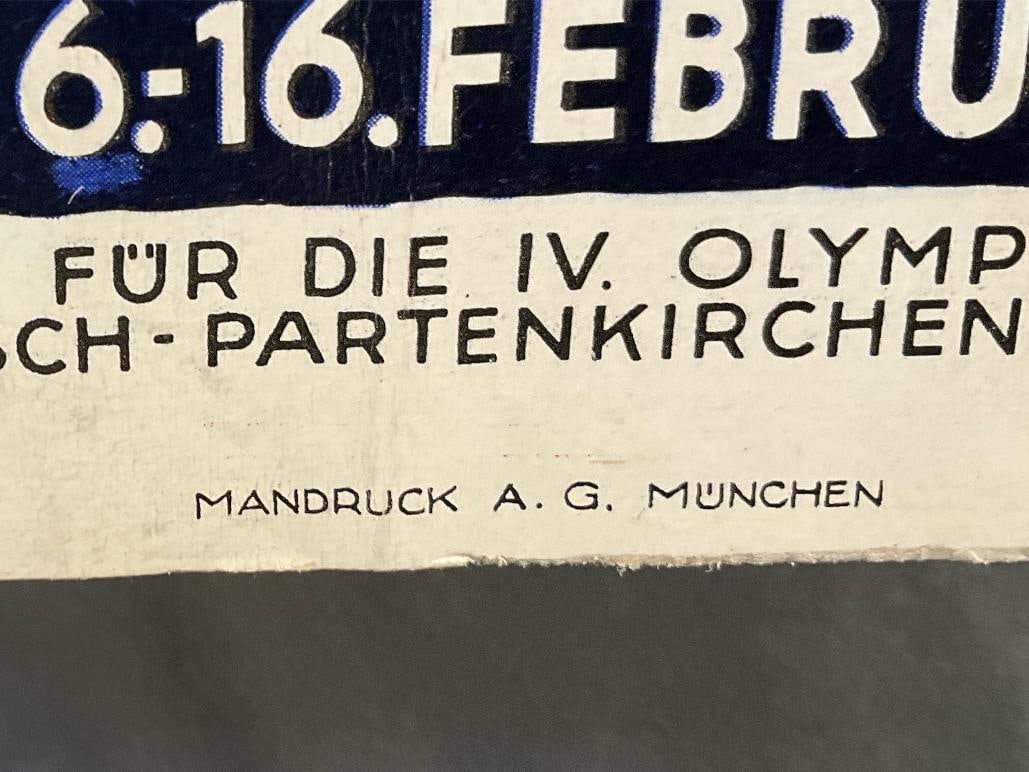 6.-16. FEBRU
FÜR DIE IV. OLYMP
SCH-PARTENKIRCHEN
MANDRUCK A. G. MÜNCHEN